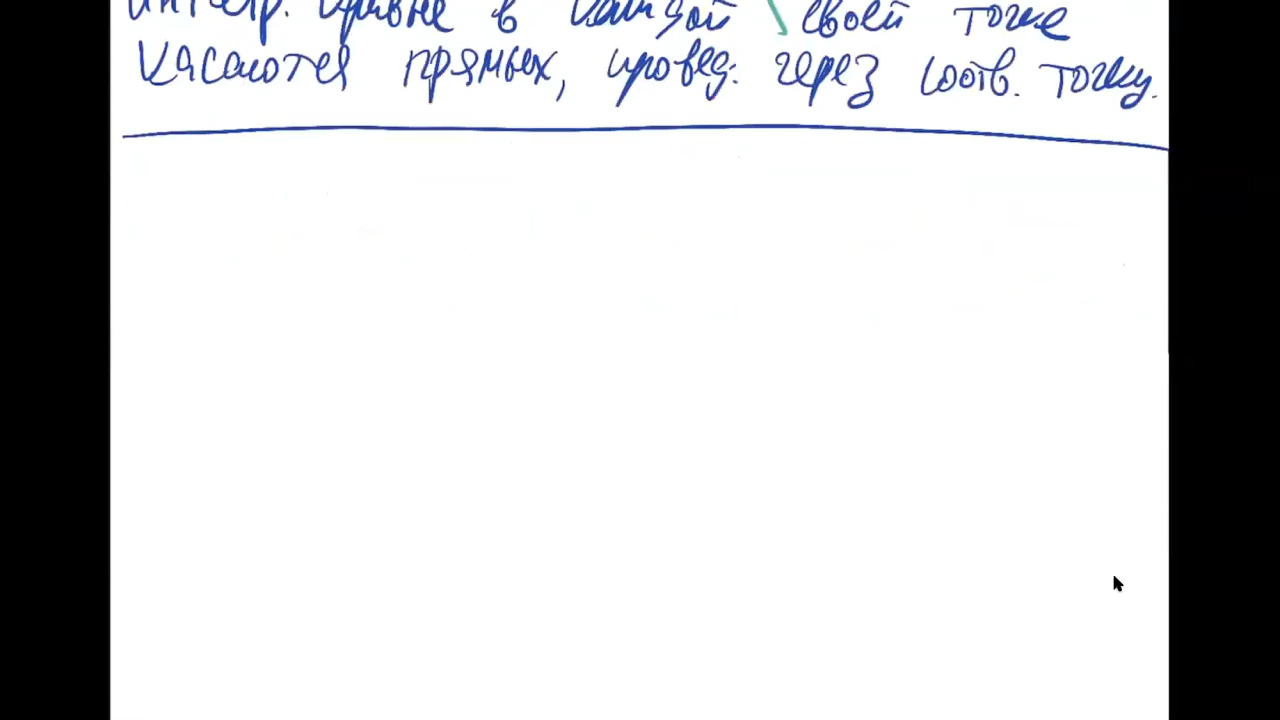 интегр. кривые в каждой своей точке
касаются прямых, провед. через соотв. точку.